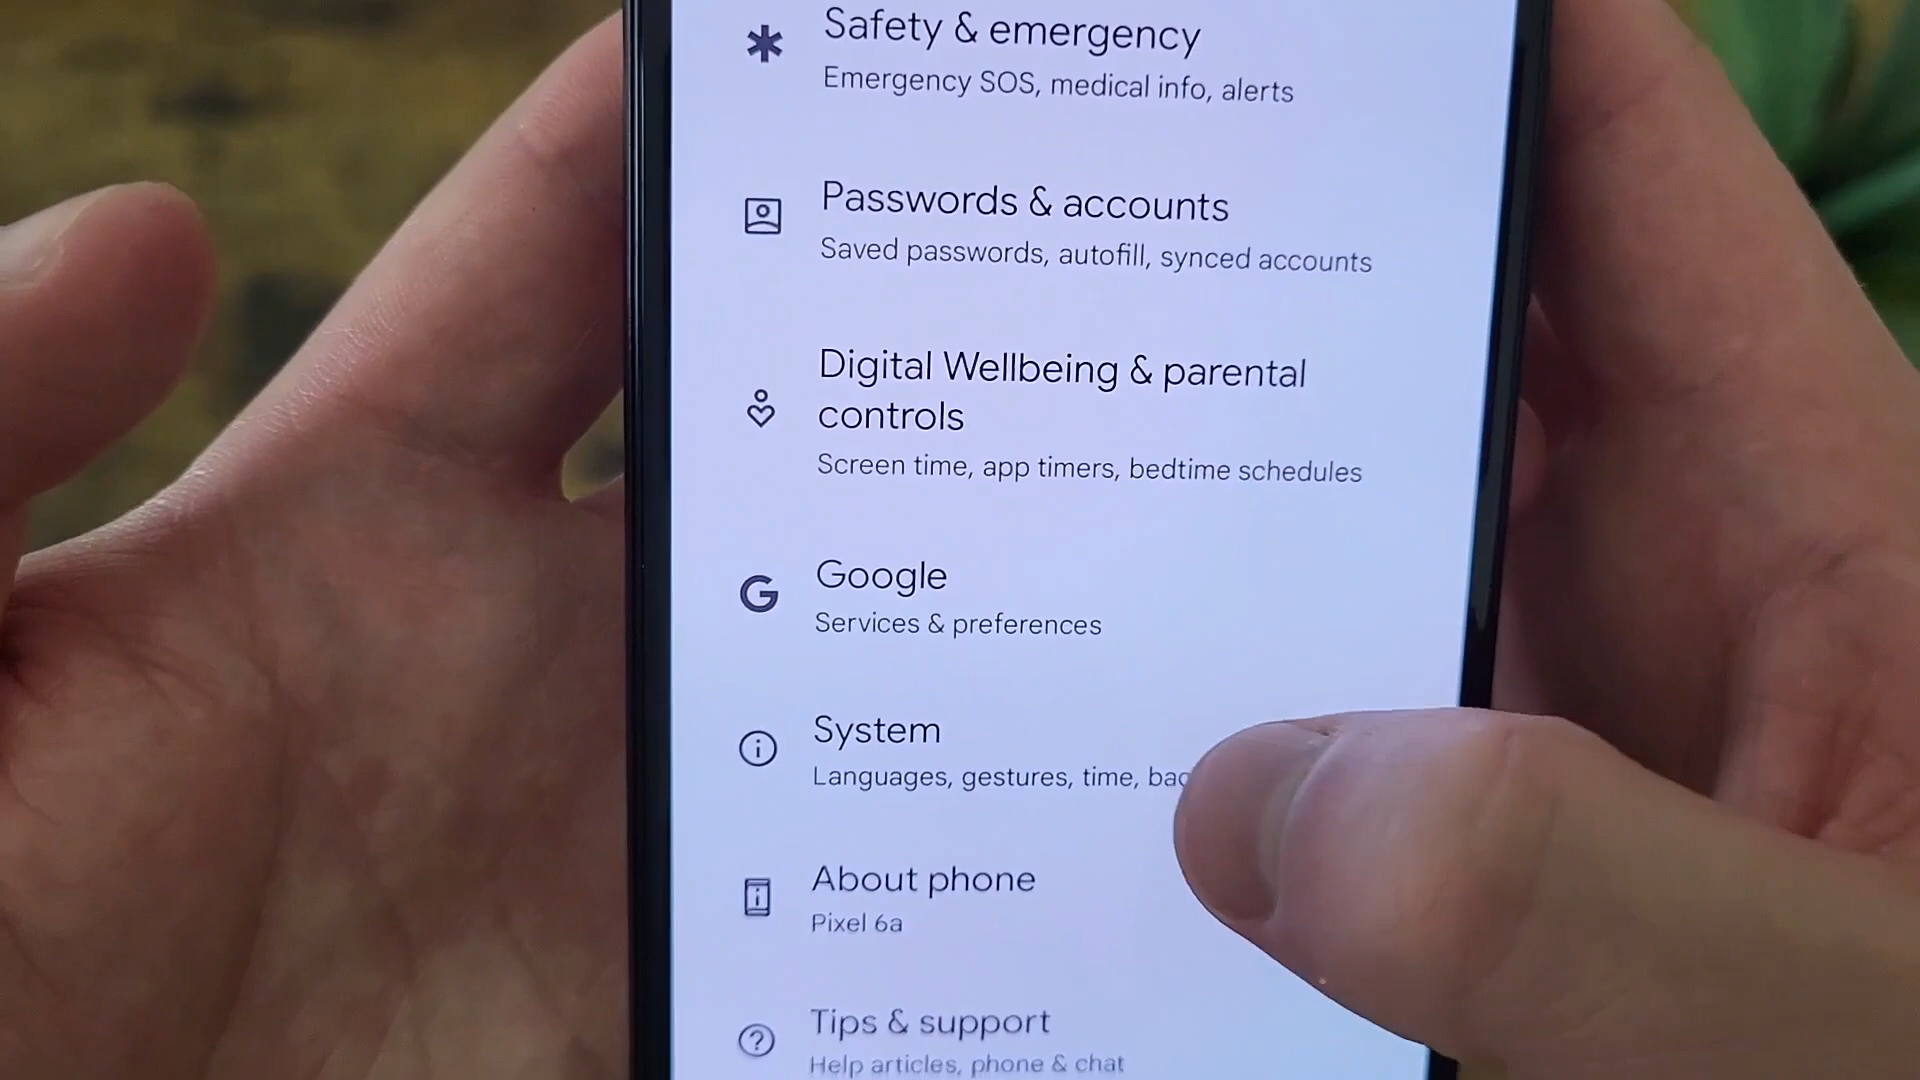 Safety & emergency
Emergency SOS, medical info, alerts
Passwords & accounts
Saved passwords, autofill, synced accounts
Digital Wellbeing & parental
controls
Screen time, app timers, bedtime schedules
Google
Services & preferences
System
Languages, gestures, time,
About phone
Pixel 6a
Tips & support
Help articles, phone & chat